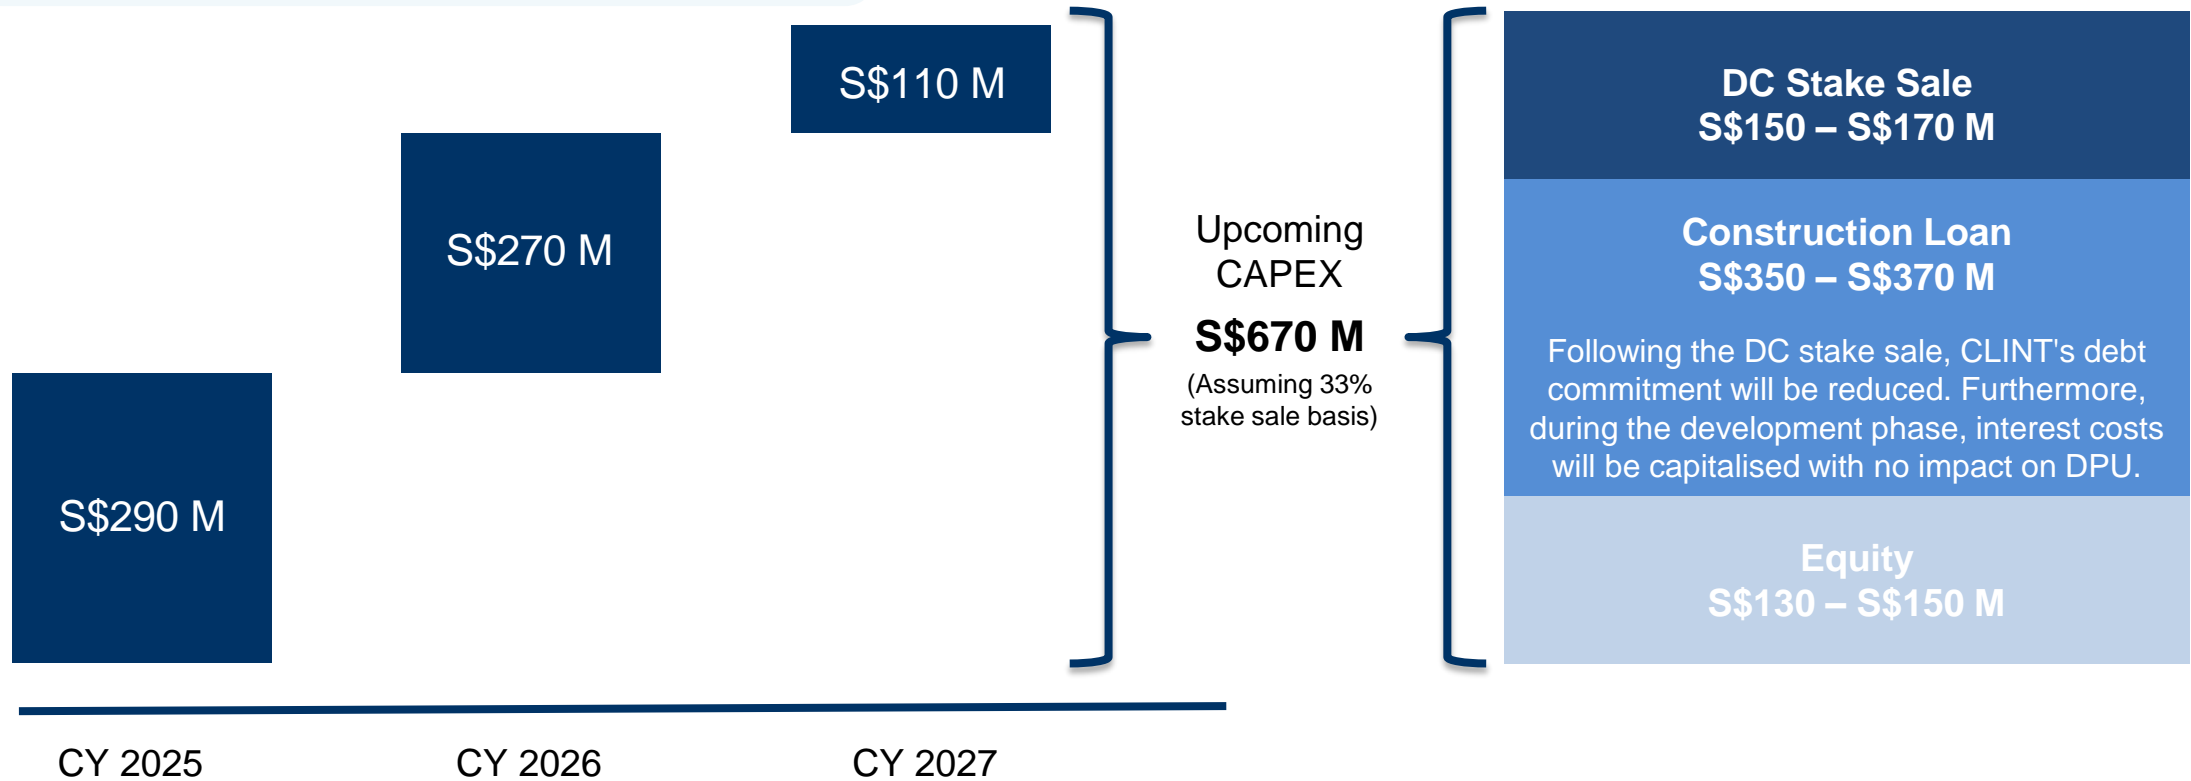 S$110 M
S$270 M
S$290 M
CY 2025
CY 2026
CY 2027
Upcoming
CAPEX
S$670 M
(Assuming 33%
stake sale basis)
DC Stake Sale
S$150 – S$170 M
Construction Loan
S$350 – S$370 M
Following the DC stake sale, CLINT's debt
commitment will be reduced. Furthermore,
during the development phase, interest costs
will be capitalised with no impact on DPU.
Equity
S$130 – S$150 M